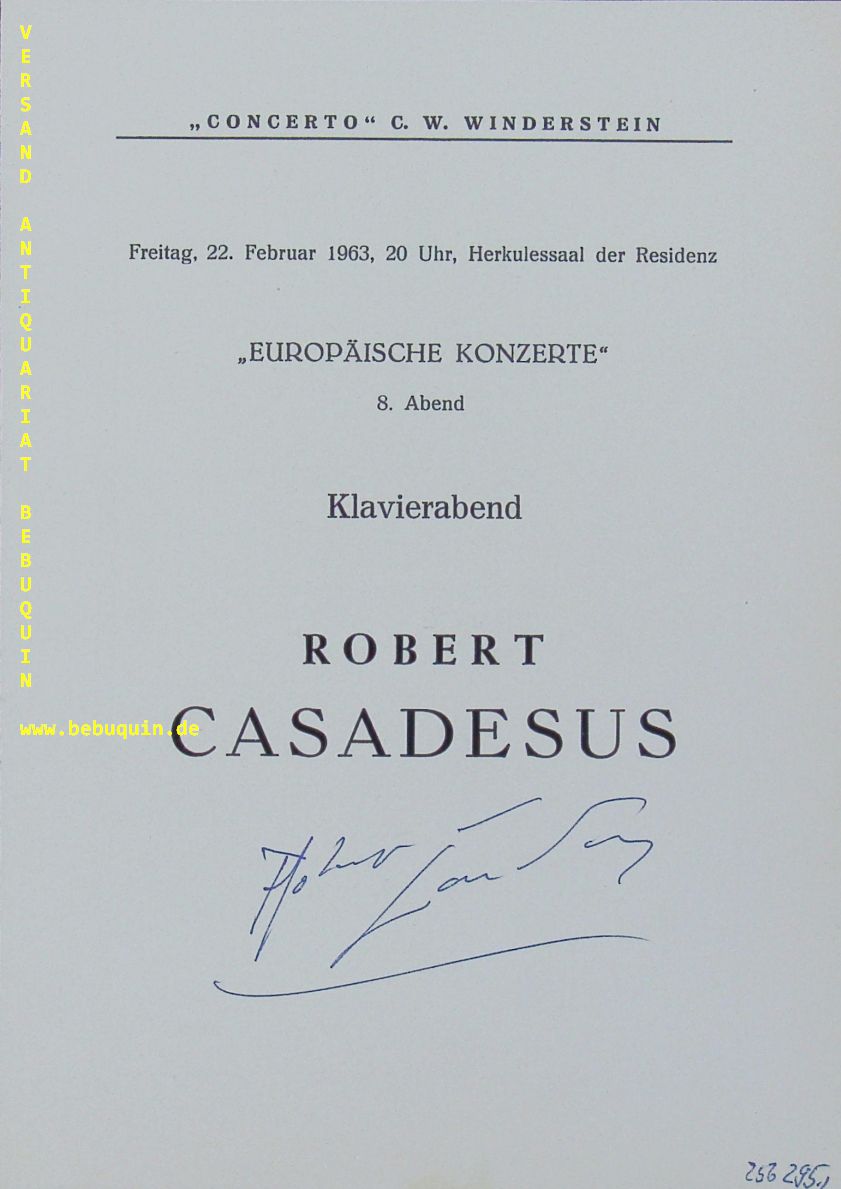 „CONCERTO“ C. W. WINDERSTEIN
Freitag, 22. Februar 1963, 20 Uhr, Herkulessaal der Residenz
„EUROPÄISCHE KONZERTE“
8. Abend
Klavierabend
ROBERT
CASADESUS
VERSAND ANTIQUARIAT BEBUQUIN
www.bebuquin.de